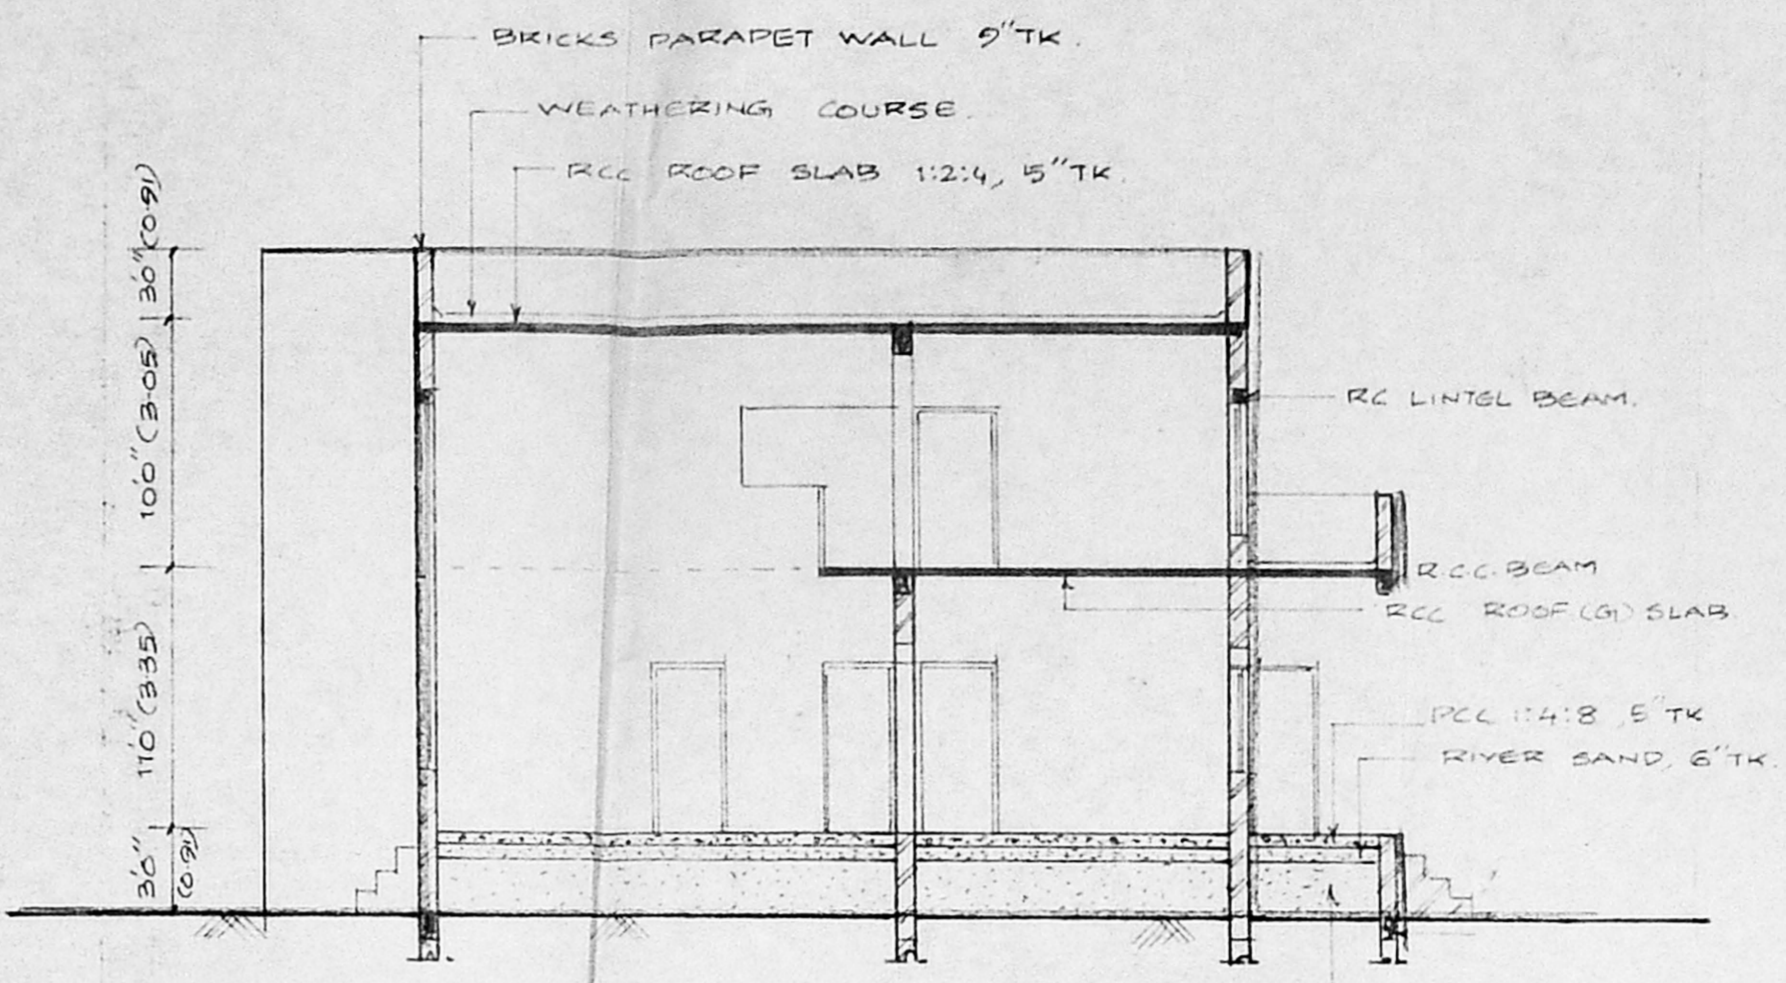 BRICKS PARAPET WALL 9"TK.
WEATHERING COURSE.
RCC ROOF SLAB 1:2:4, 5"TK.
3'0" (0.91)
10'0" (3.05)
11'0" (3.35)
3'0"
(0.91)
RC LINTEL BEAM.
R.C.C. BEAM
RCC ROOF (G) SLAB.
PCC 1:4:8, 5"TK
RIVER SAND, 6"TK.